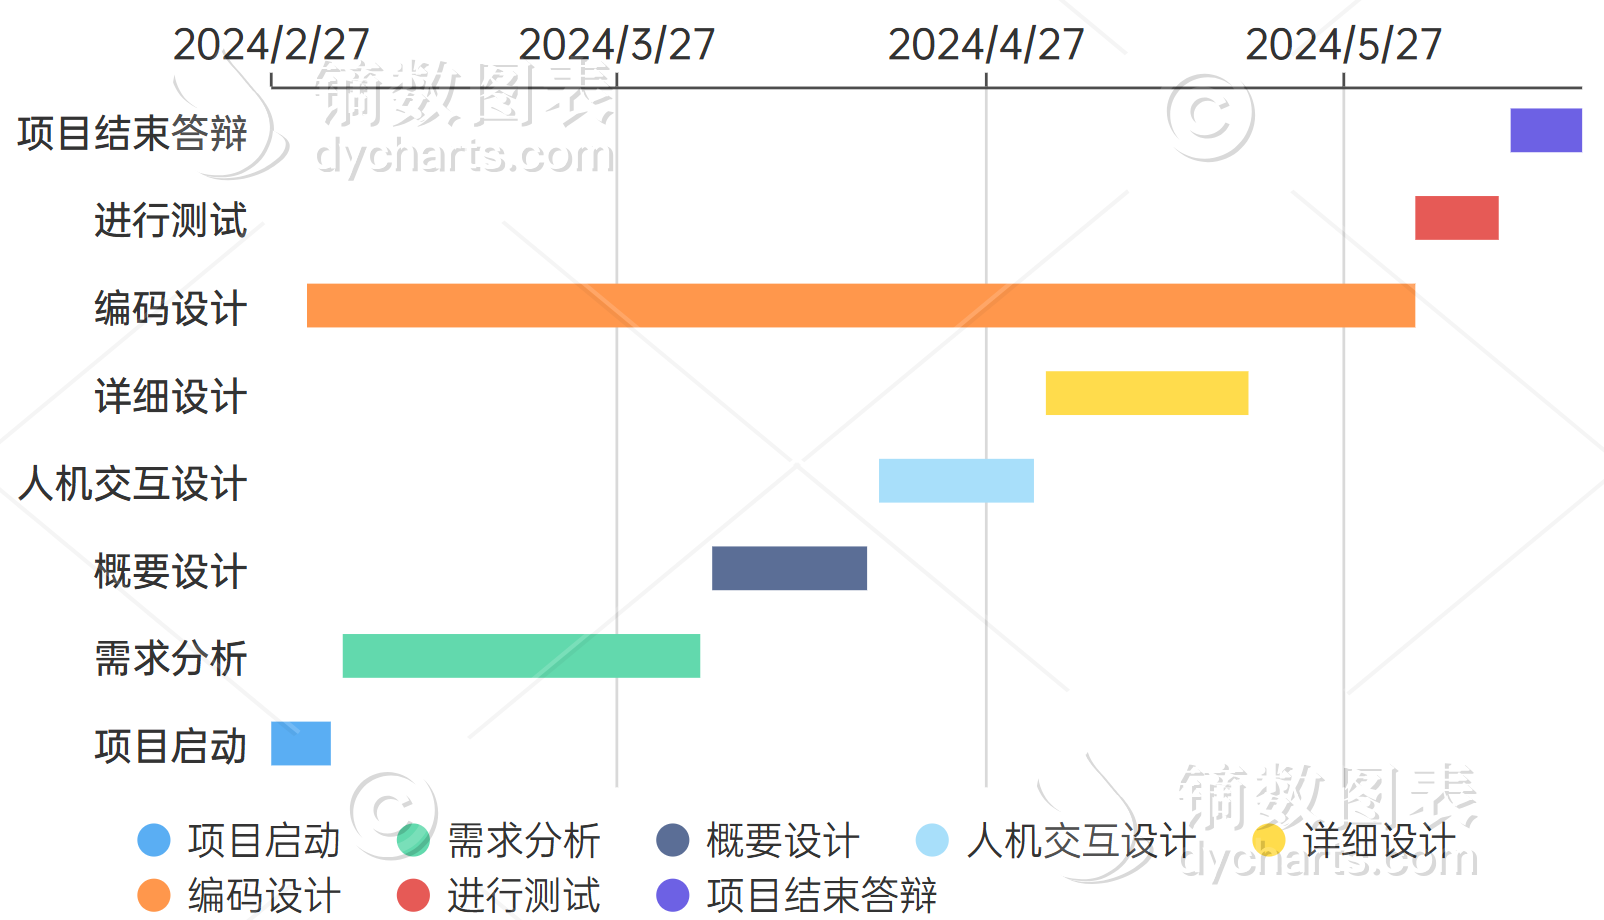 2024/2/27 2024/3/27 2024/4/27 2024/5/27
镝数图表
dycharts.com
项目结束答辩
进行测试
编码设计
详细设计
人机交互设计
概要设计
需求分析
项目启动
镝数图表
dycharts.com
项目启动 需求分析 概要设计 人机交互设计 详细设计
编码设计 进行测试 项目结束答辩